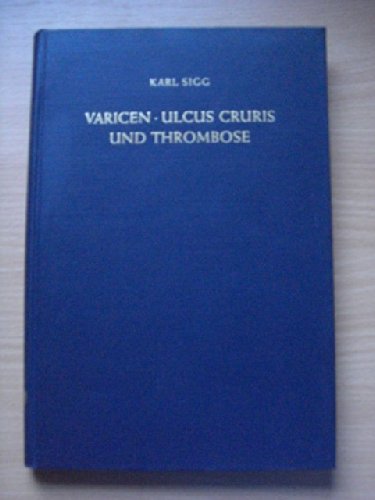 KARL SIGG
VARICEN · ULCUS CRURIS
UND THROMBOSE